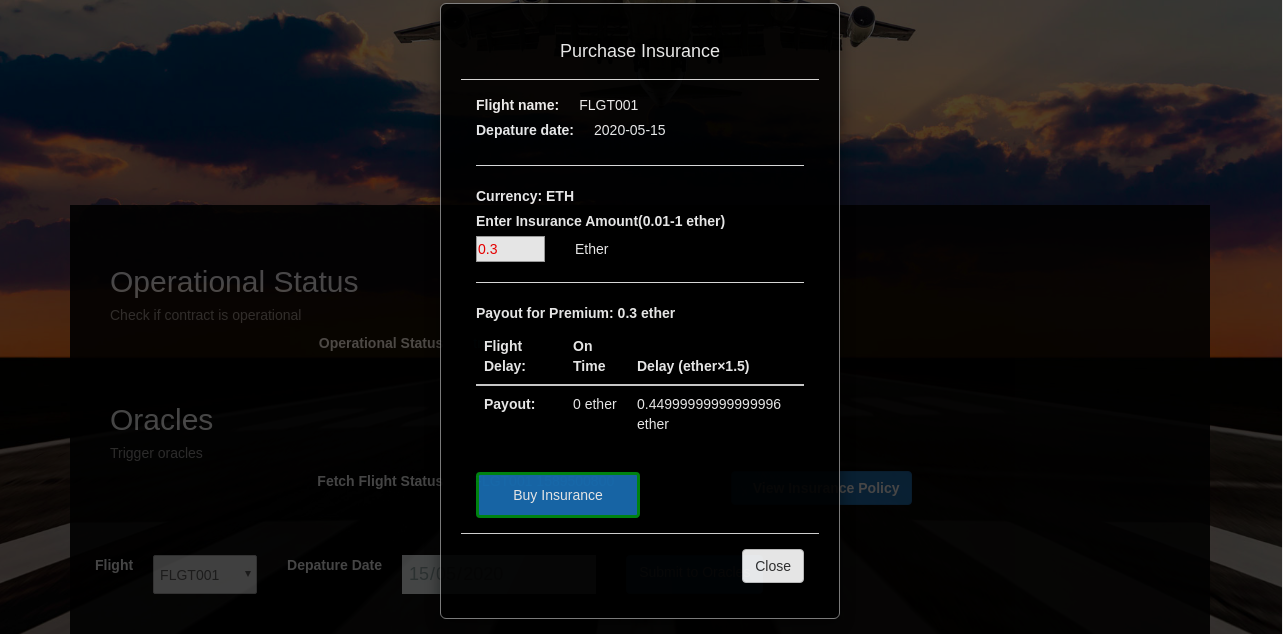 Purchase Insurance
Flight name: FLGT001
Depature date: 2020-05-15
Currency: ETH
Enter Insurance Amount(0.01-1 ether)
0.3 Ether
Payout for Premium: 0.3 ether
Flight Delay: On Time Delay (ether×1.5)
Payout: 0 ether 0.44999999999999996 ether
Buy Insurance
Close
Operational Status
Check if contract is operational
Operational Status
Oracles
Trigger oracles
Fetch Flight Status
View Insurance Policy
Flight FLGT001 Depature Date